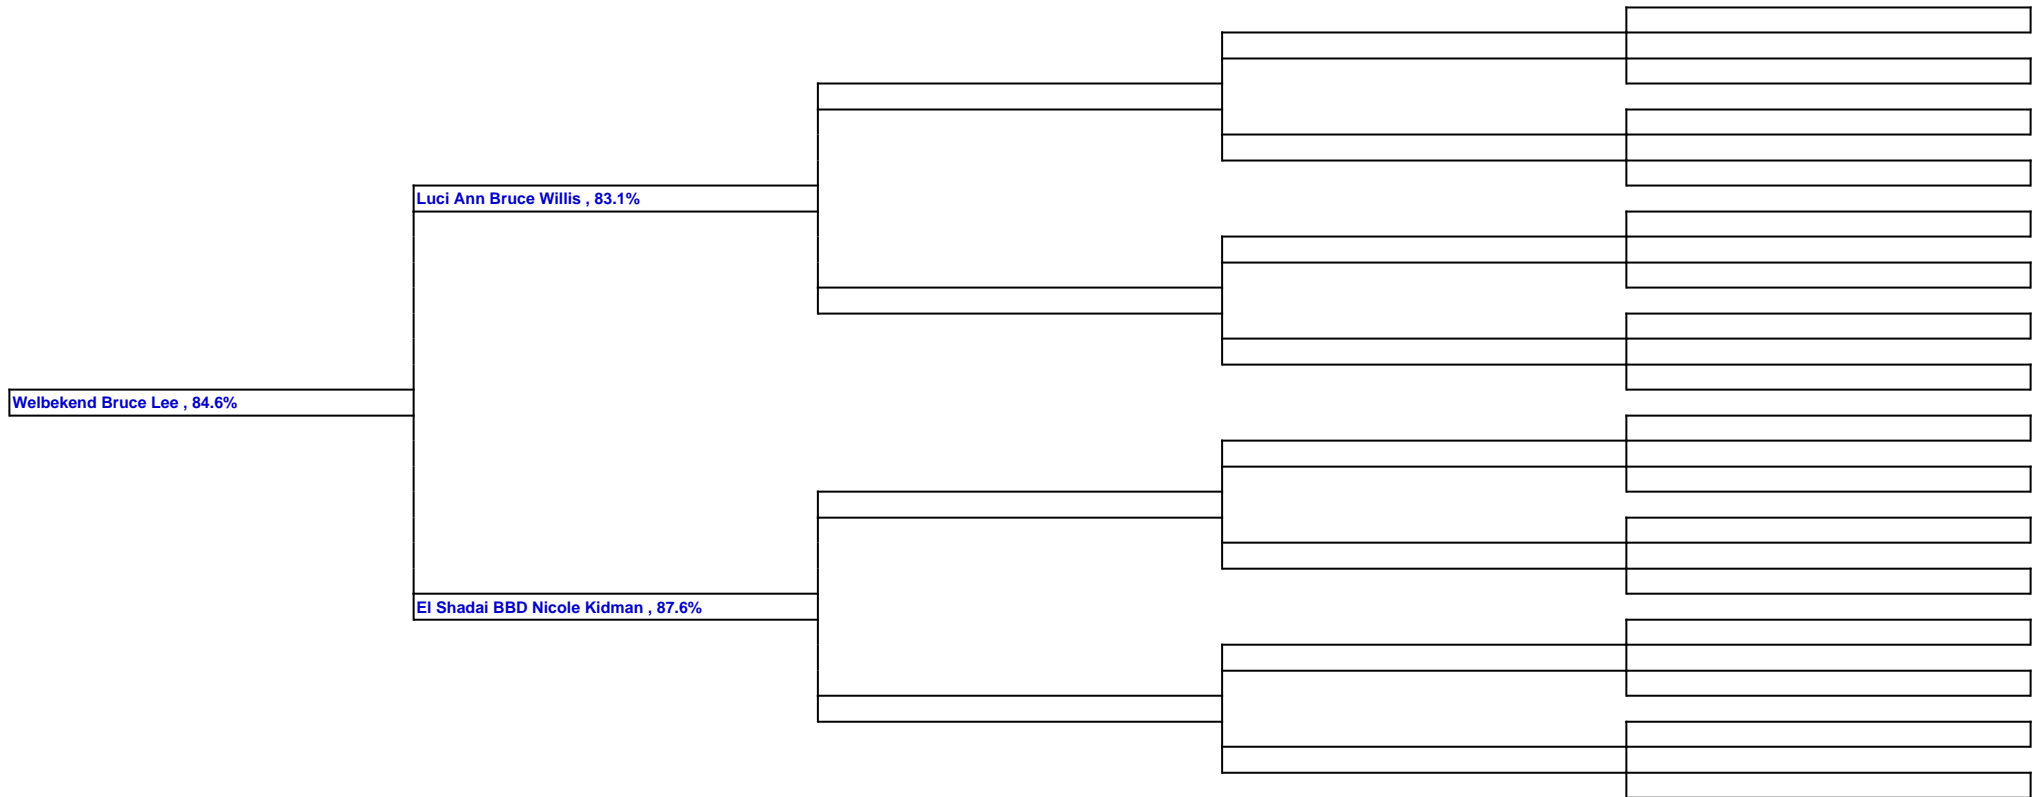 Luci Ann Bruce Willis , 83.1%
Welbekend Bruce Lee , 84.6%
El Shadai BBD Nicole Kidman , 87.6%